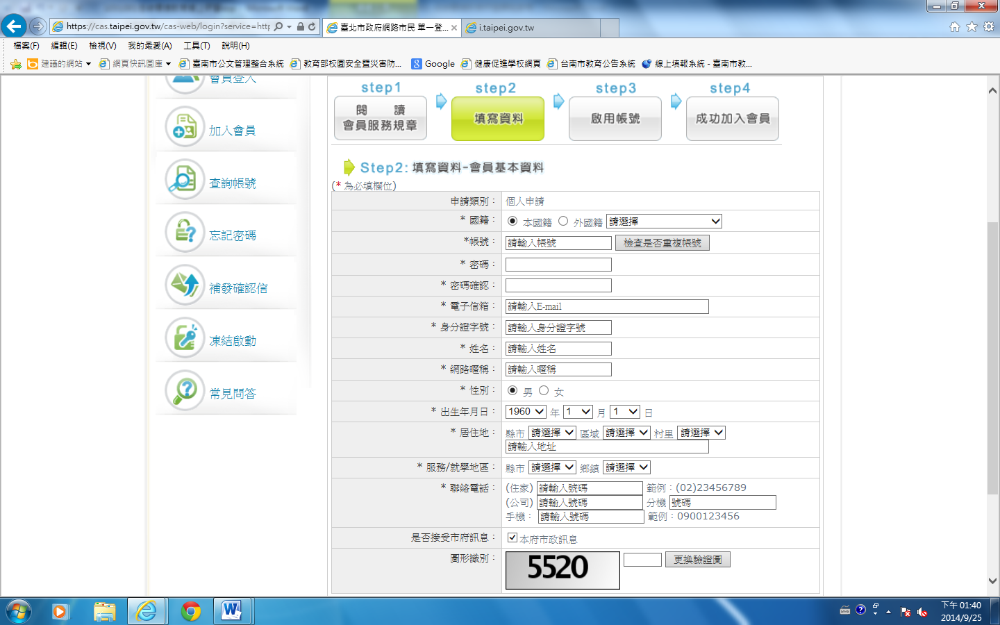 https://cas.taipei.gov.tw/cas-web/login?service=http
臺北市政府網路市民 單一登...
i.taipei.gov.tw
檔案(F) 編輯(E) 檢視(V) 我的最愛(A) 工具(T) 說明(H)
建議的網站 網頁快訊圖庫 臺南市公文管理整合系統 教育部校園安全暨災害防... Google 健康促進學校網頁 台南市教育公告系統 線上填報系統 - 臺南市教...
會員登入
加入會員
查詢帳號
忘記密碼
補發確認信
凍結啟動
常見問答
step1 step2 step3 step4
閱 讀
會員服務規章
填寫資料
啟用帳號
成功加入會員
Step2: 填寫資料-會員基本資料
(* 為必填欄位)
申請類別： 個人申請
* 國籍： 本國籍 外國籍 請選擇
*帳號： 請輸入帳號 檢查是否重複帳號
* 密碼：
* 密碼確認：
* 電子信箱： 請輸入E-mail
* 身分證字號： 請輸入身分證字號
* 姓名： 請輸入姓名
* 網路暱稱： 請輸入暱稱
* 性別： 男 女
* 出生年月日： 1960 年 1 月 1 日
* 居住地： 縣市 請選擇 區域 請選擇 村里 請選擇
請輸入地址
* 服務/就學地區： 縣市 請選擇 鄉鎮 請選擇
* 聯絡電話： (住家) 請輸入號碼 範例：(02)23456789
(公司) 請輸入號碼 分機 號碼
手機： 請輸入號碼 範例：0900123456
是否接受市府訊息： 本府市政訊息
圖形識別： 5520 更換驗證圖
下午 01:40
2014/9/25